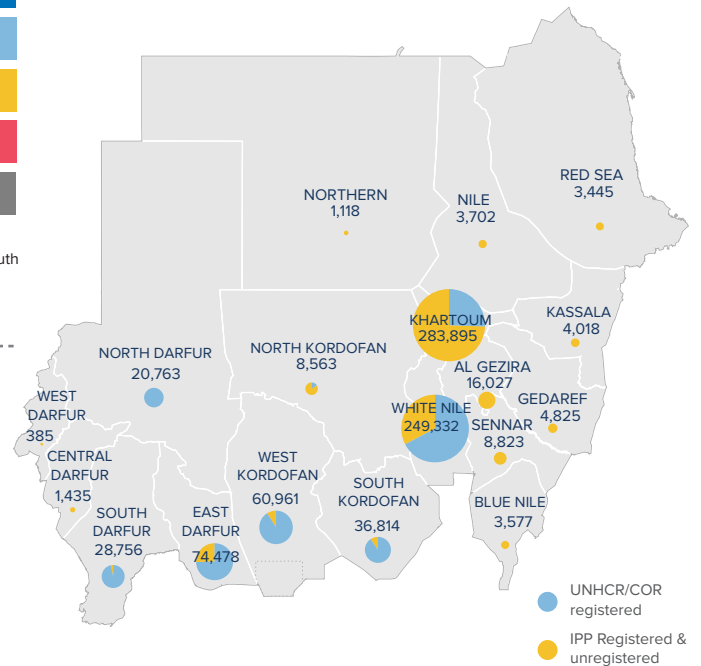 uth
RED SEA
3,445
NORTHERN
1,118
NILE
3,702
KASSALA
4,018
KHARTOUM
283,895
NORTH DARFUR
20,763
NORTH KORDOFAN
8,563
AL GEZIRA
16,027
WEST
DARFUR
385
WHITE NILE
249,332
GEDAREF
4,825
SENNAR
8,823
CENTRAL
DARFUR
1,435
WEST
KORDOFAN
60,961
SOUTH
KORDOFAN
36,814
SOUTH
DARFUR
28,756
EAST
DARFUR
74,478
BLUE NILE
3,577
UNHCR/COR
registered
IPP Registered &
unregistered